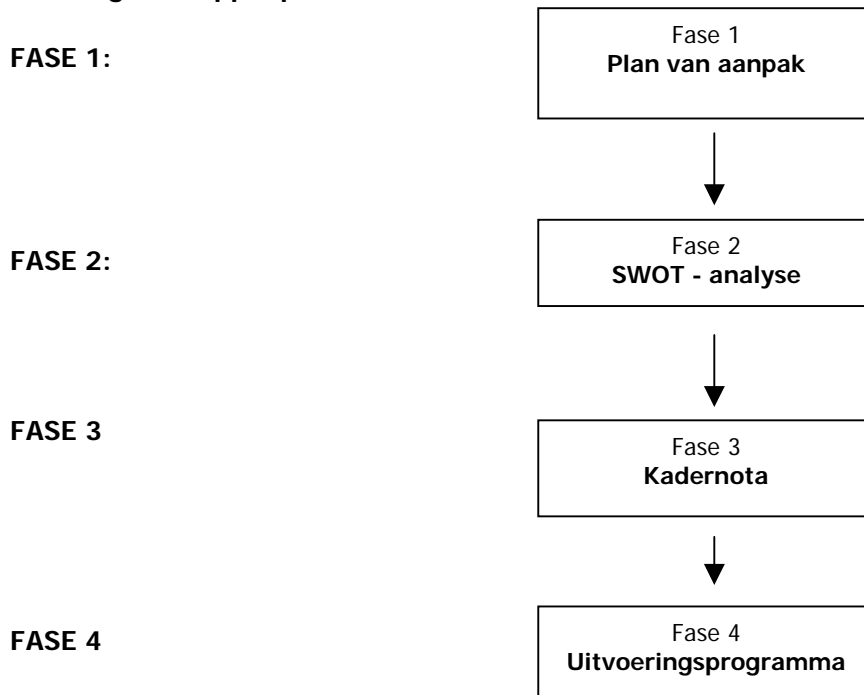 FASE 1:
Fase 1
Plan van aanpak
FASE 2:
Fase 2
SWOT - analyse
FASE 3
Fase 3
Kadernota
FASE 4
Fase 4
Uitvoeringsprogramma